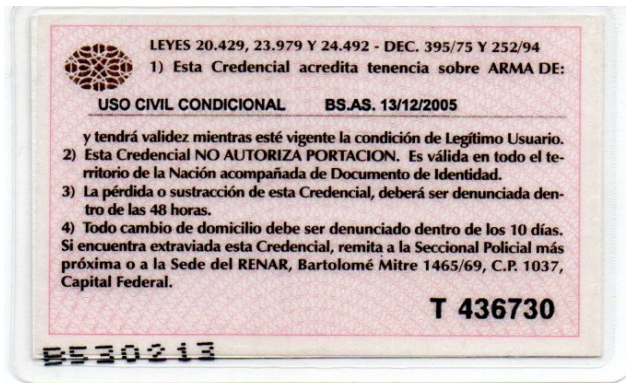 LEYES 20.429, 23.979 Y 24.492 - DEC. 395/75 Y 252/94
1) Esta Credencial acredita tenencia sobre ARMA DE:
USO CIVIL CONDICIONAL BS.AS. 13/12/2005
y tendrá validez mientras esté vigente la condición de Legítimo Usuario.
2) Esta Credencial NO AUTORIZA PORTACION. Es válida en todo el te-
rritorio de la Nación acompañada de Documento de Identidad.
3) La pérdida o sustracción de esta Credencial, deberá ser denunciada den-
tro de las 48 horas.
4) Todo cambio de domicilio debe ser denunciado dentro de los 10 días.
Si encuentra extraviada esta Credencial, remita a la Seccional Policial más
próxima o a la Sede del RENAR, Bartolomé Mitre 1465/69, C.P. 1037,
Capital Federal.
T 436730
B530213